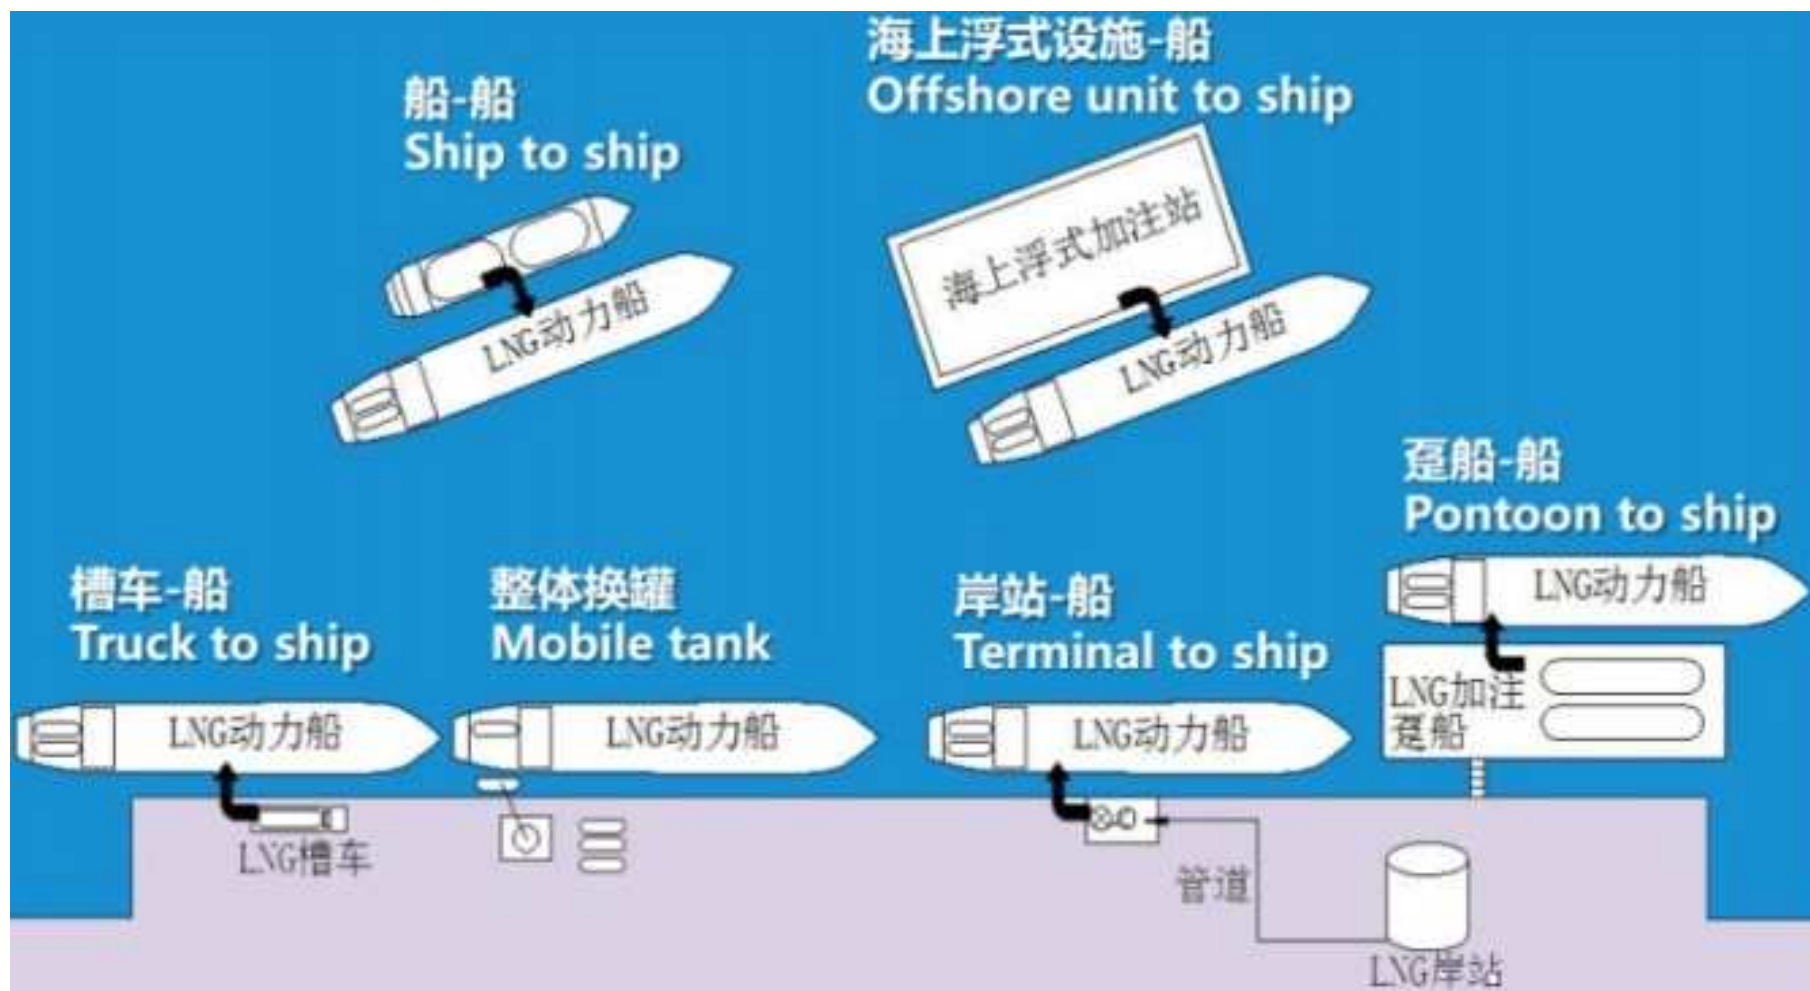 海上浮式设施-船
Offshore unit to ship
船-船
Ship to ship
海上浮式加注站
LNG动力船
LNG动力船
趸船-船
Pontoon to ship
槽车-船
Truck to ship
整体换罐
Mobile tank
岸站-船
Terminal to ship
LNG动力船
LNG加注
趸船
LNG动力船
LNG动力船
LNG动力船
LNG槽车
管道
LNG岸站